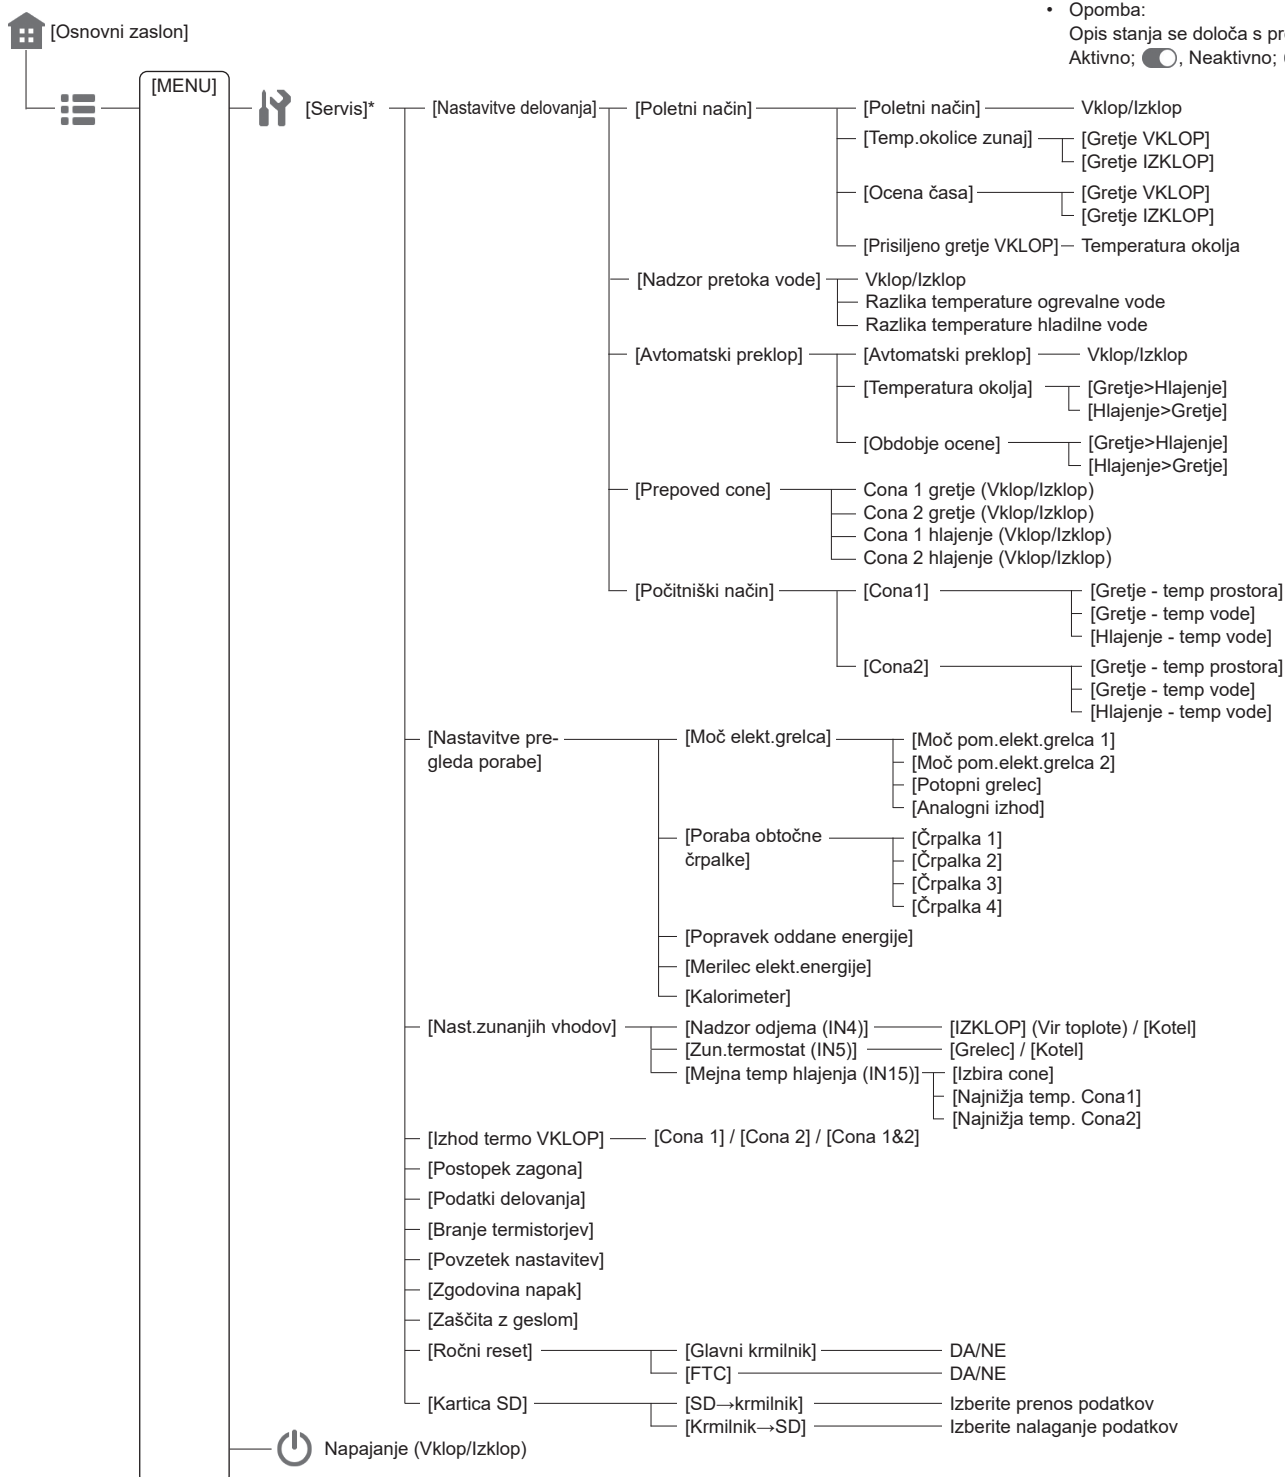 • Opomba:
Opis stanja se določa s
Aktivno; , Neaktivno;
[Osnovni zaslon]
[MENU]
[Servis]*
[Nastavitve delovanja]
[Poletni način]
[Poletni način]
Vklop/Izklop
[Temp.okolice zunaj]
[Gretje VKLOP]
[Gretje IZKLOP]
[Ocena časa]
[Gretje VKLOP]
[Gretje IZKLOP]
[Prisiljeno gretje VKLOP]
Temperatura okolja
[Nadzor pretoka vode]
Vklop/Izklop
Razlika temperature ogrevalne vode
Razlika temperature hladilne vode
[Avtomatski preklop]
[Avtomatski preklop]
Vklop/Izklop
[Temperatura okolja]
[Gretje>Hlajenje]
[Hlajenje>Gretje]
[Obdobje ocene]
[Gretje>Hlajenje]
[Hlajenje>Gretje]
[Prepoved cone]
Cona 1 gretje (Vklop/Izklop)
Cona 2 gretje (Vklop/Izklop)
Cona 1 hlajenje (Vklop/Izklop)
Cona 2 hlajenje (Vklop/Izklop)
[Počitniški način]
[Cona1]
[Gretje - temp prostora]
[Gretje - temp vode]
[Hlajenje - temp vode]
[Cona2]
[Gretje - temp prostora]
[Gretje - temp vode]
[Hlajenje - temp vode]
[Nastavitve pre-
gleda porabe]
[Moč elekt.grelca]
[Moč pom.elekt.grelca 1]
[Moč pom.elekt.grelca 2]
[Potopni grelec]
[Analogni izhod]
[Poraba obtočne
črpalke]
[Črpalka 1]
[Črpalka 2]
[Črpalka 3]
[Črpalka 4]
[Popravek oddane energije]
[Merilec elekt.energije]
[Kalorimeter]
[Nast.zunanjih vhodov]
[Nadzor odjema (IN4)]
[IZKLOP] (Vir toplote) / [Kotel]
[Zun.termostat (IN5)]
[Grelec] / [Kotel]
[Mejna temp hlajenja (IN15)]
[Izbira cone]
[Najnižja temp. Cona1]
[Najnižja temp. Cona2]
[Izhod termo VKLOP]
[Cona 1] / [Cona 2] / [Cona 1&2]
[Postopek zagona]
[Podatki delovanja]
[Branje termistorjev]
[Povzetek nastavitev]
[Zgodovina napak]
[Zaščita z geslom]
[Ročni reset]
[Glavni krmilnik]
DA/NE
[FTC]
DA/NE
[Kartica SD]
[SD→krmilnik]
Izberite prenos podatkov
[Krmilnik→SD]
Izberite nalaganje podatkov
Napajanje (Vklop/Izklop)